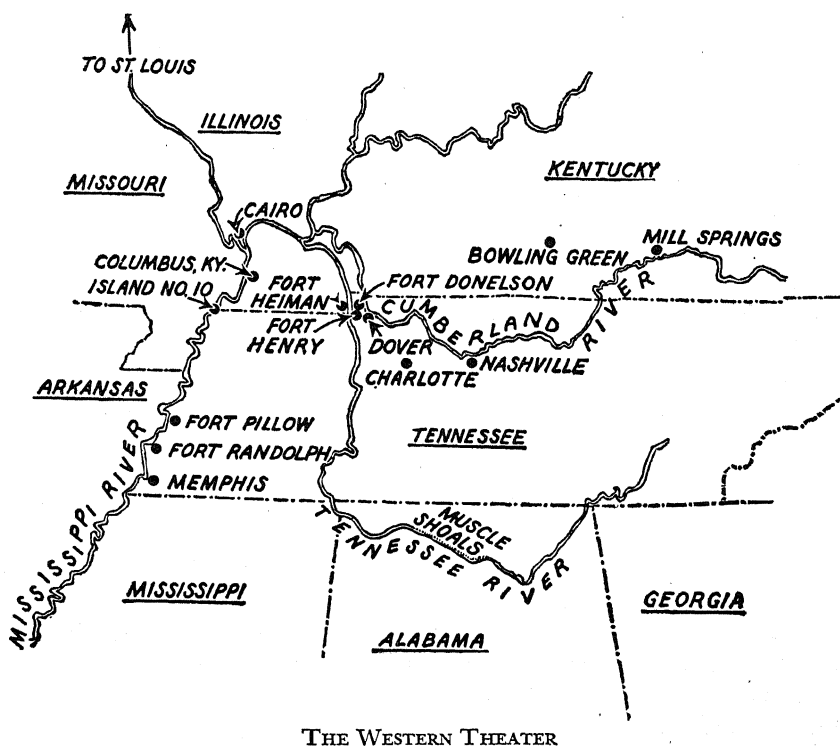 TO ST. LOUIS
ILLINOIS
MISSOURI
KENTUCKY
CAIRO
BOWLING GREEN
MILL SPRINGS
COLUMBUS, KY.
ISLAND NO. 10
FORT
HEIMAN
FORT DONELSON
FORT
HENRY
DOVER
CUMBERLAND RIVER
CHARLOTTE
NASHVILLE
ARKANSAS
FORT PILLOW
FORT RANDOLPH
MEMPHIS
TENNESSEE
MISSISSIPPI RIVER
MUSCLE
SHOALS
TENNESSEE RIVER
MISSISSIPPI
ALABAMA
GEORGIA
THE WESTERN THEATER